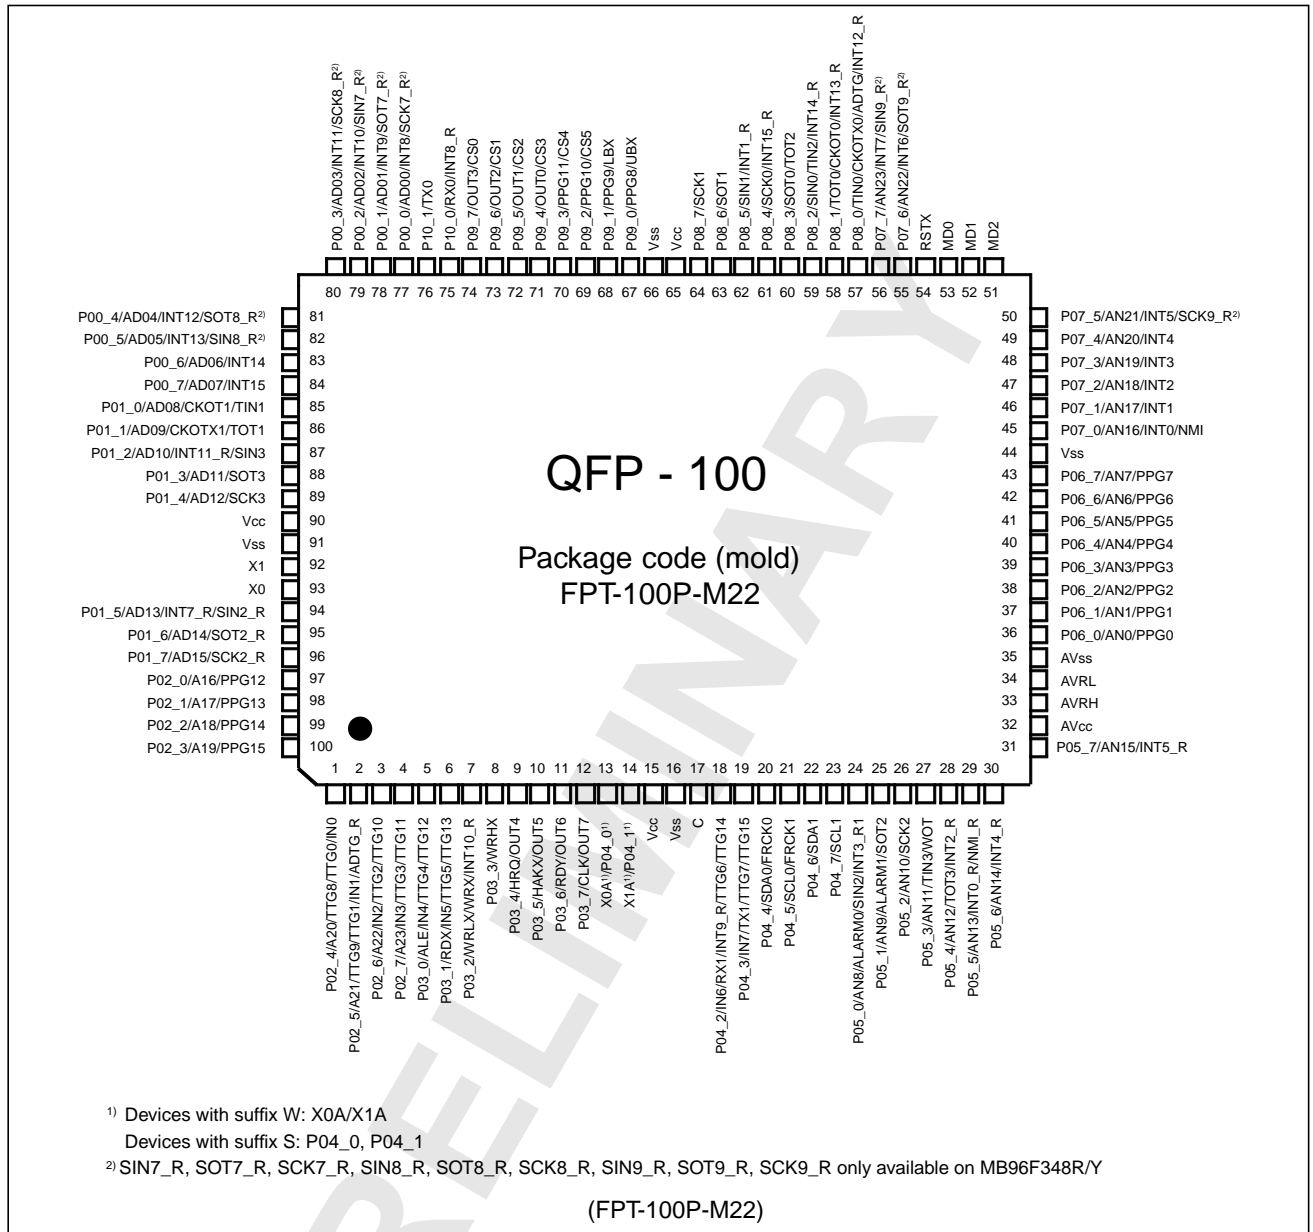 P00_3/AD03/INT11/SCK8_R2)
P00_2/AD02/INT10/SIN7_R2)
P00_1/AD01/INT9/SOT7_R2)
P00_0/AD00/INT8/SCK7_R2)
P10_1/TX0
P10_0/RX0/INT8_R
P09_7/OUT3/CS0
P09_6/OUT2/CS1
P09_5/OUT1/CS2
P09_4/OUT0/CS3
P09_3/PPG11/CS4
P09_2/PPG10/CS5
P09_1/PPG9/LBX
P09_0/PPG8/UBX
Vss
Vcc
P08_7/SCK1
P08_6/SOT1
P08_5/SIN1/INT1_R
P08_4/SCK0/INT15_R
P08_3/SOT0/TOT2
P08_2/SIN0/TIN2/INT14_R
P08_1/TOT0/CKOT0/INT13_R
P08_0/TIN0/CKOTX0/ADTG/INT12_R
P07_7/AN23/INT7/SIN9_R2)
P07_6/AN22/INT6/SOT9_R2)
RSTX
MD0
MD1
MD2
80 79 78 77 76 75 74 73 72 71 70 69 68 67 66 65 64 63 62 61 60 59 58 57 56 55 54 53 52 51
P00_4/AD04/INT12/SOT8_R2) 81
P00_5/AD05/INT13/SIN8_R2) 82
P00_6/AD06/INT14 83
P00_7/AD07/INT15 84
P01_0/AD08/CKOT1/TIN1 85
P01_1/AD09/CKOTX1/TOT1 86
P01_2/AD10/INT11_R/SIN3 87
P01_3/AD11/SOT3 88
P01_4/AD12/SCK3 89
Vcc 90
Vss 91
X1 92
X0 93
P01_5/AD13/INT7_R/SIN2_R 94
P01_6/AD14/SOT2_R 95
P01_7/AD15/SCK2_R 96
P02_0/A16/PPG12 97
P02_1/A17/PPG13 98
P02_2/A18/PPG14 99
P02_3/A19/PPG15 100
QFP - 100
Package code (mold)
FPT-100P-M22
50 P07_5/AN21/INT5/SCK9_R2)
49 P07_4/AN20/INT4
48 P07_3/AN19/INT3
47 P07_2/AN18/INT2
46 P07_1/AN17/INT1
45 P07_0/AN16/INT0/NMI
44 Vss
43 P06_7/AN7/PPG7
42 P06_6/AN6/PPG6
41 P06_5/AN5/PPG5
40 P06_4/AN4/PPG4
39 P06_3/AN3/PPG3
38 P06_2/AN2/PPG2
37 P06_1/AN1/PPG1
36 P06_0/AN0/PPG0
35 AVss
34 AVRL
33 AVRH
32 AVcc
31 P05_7/AN15/INT5_R
1 2 3 4 5 6 7 8 9 10 11 12 13 14 15 16 17 18 19 20 21 22 23 24 25 26 27 28 29 30
P02_4/A20/TTG8/TTG0/IN0
P02_5/A21/TTG9/TTG1/IN1/ADTG_R
P02_6/A22/IN2/TTG2/TTG10
P02_7/A23/IN3/TTG3/TTG11
P03_0/ALE/IN4/TTG4/TTG12
P03_1/RDX/IN5/TTG5/TTG13
P03_2/WRLX/WRX/INT10_R
P03_3/WRHX
P03_4/HRQ/OUT4
P03_5/HAKX/OUT5
P03_6/RDY/OUT6
P03_7/CLK/OUT7
X0A1)/P04_01)
X1A1)/P04_11)
Vcc
Vss
C
P04_2/IN6/RX1/INT9_R/TTG6/TTG14
P04_3/IN7/TX1/TTG7/TTG15
P04_4/SDA0/FRCK0
P04_5/SCL0/FRCK1
P04_6/SDA1
P04_7/SCL1
P05_0/AN8/ALARM0/SIN2/INT3_R1
P05_1/AN9/ALARM1/SOT2
P05_2/AN10/SCK2
P05_3/AN11/TIN3/WOT
P05_4/AN12/TOT3/INT2_R
P05_5/AN13/INT0_R/NMI_R
P05_6/AN14/INT4_R
1) Devices with suffix W: X0A/X1A
Devices with suffix S: P04_0, P04_1
2) SIN7_R, SOT7_R, SCK7_R, SIN8_R, SOT8_R, SCK8_R, SIN9_R, SOT9_R, SCK9_R only available on MB96F348R/Y
(FPT-100P-M22)
RELIMINARY